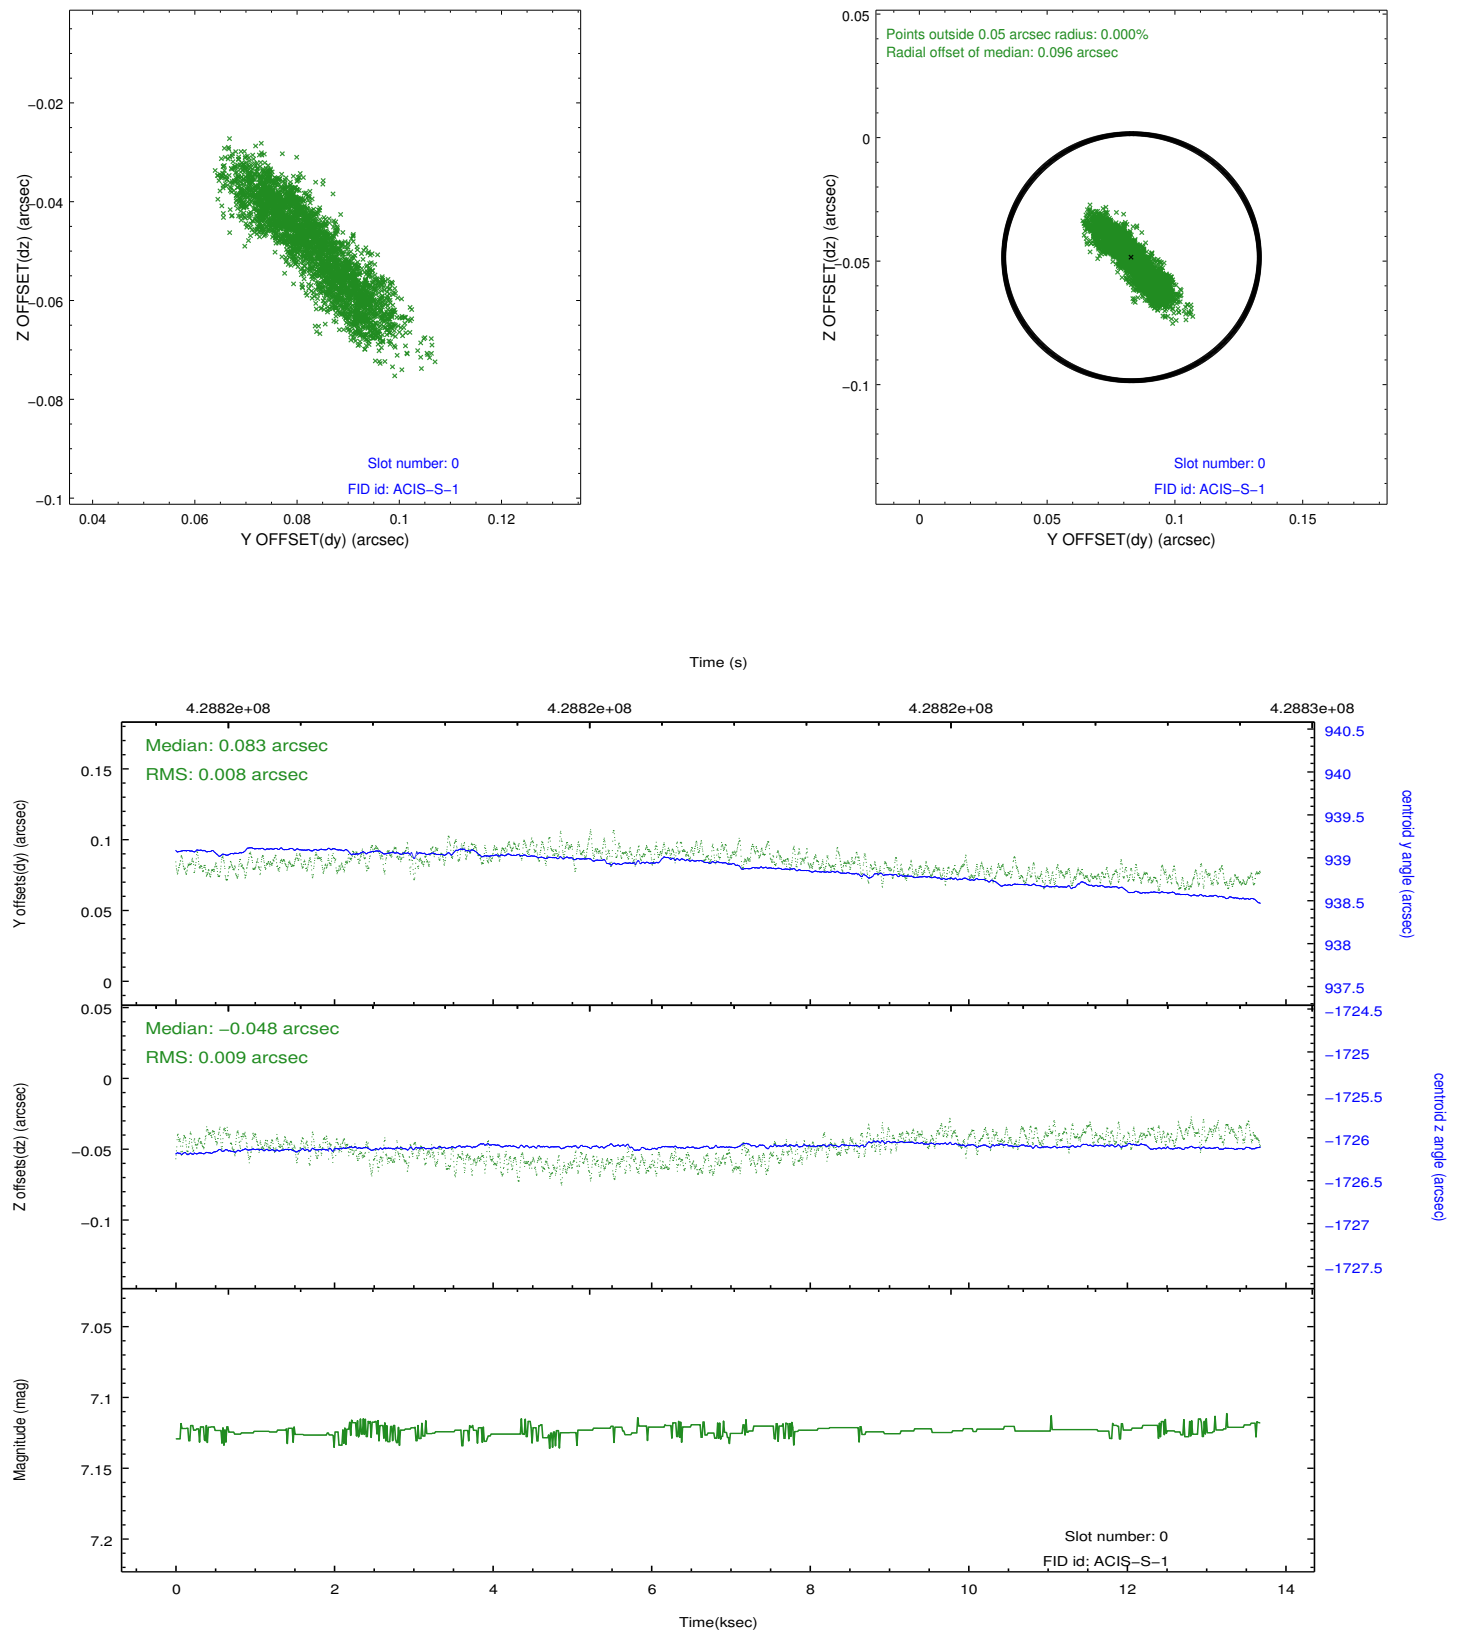 −0.02
−0.04
−0.06
−0.08
−0.1
Z OFFSET(dz) (arcsec)
Slot number: 0
FID id: ACIS−S−1
0.04 0.06 0.08 0.1 0.12
Y OFFSET(dy) (arcsec)
0.05
0
−0.05
−0.1
Z OFFSET(dz) (arcsec)
Points outside 0.05 arcsec radius: 0.000%
Radial offset of median: 0.096 arcsec
Slot number: 0
FID id: ACIS−S−1
0 0.05 0.1 0.15
Y OFFSET(dy) (arcsec)
Time (s)
4.2882e+08 4.2882e+08 4.2882e+08 4.2883e+08
Median: 0.083 arcsec
RMS: 0.008 arcsec
0.15
0.1
0.05
0
Y offsets(dy) (arcsec)
940.5
940
939.5
939
938.5
938
937.5
centroid y angle (arcsec)
Median: −0.048 arcsec
RMS: 0.009 arcsec
0.05
0
−0.05
−0.1
Z offsets(dz) (arcsec)
−1724.5
−1725
−1725.5
−1726
−1726.5
−1727
−1727.5
centroid z angle (arcsec)
7.05
7.1
7.15
7.2
Magnitude (mag)
Slot number: 0
FID id: ACIS−S−1
0 2 4 6 8 10 12 14
Time(ksec)